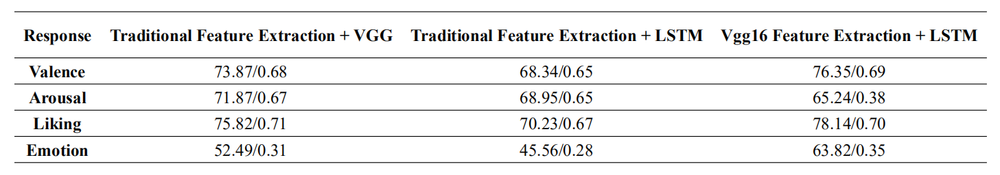 Response Traditional Feature Extraction + VGG Traditional Feature Extraction + LSTM Vgg16 Feature Extraction + LSTM
Valence 73.87/0.68 68.34/0.65 76.35/0.69
Arousal 71.87/0.67 68.95/0.65 65.24/0.38
Liking 75.82/0.71 70.23/0.67 78.14/0.70
Emotion 52.49/0.31 45.56/0.28 63.82/0.35